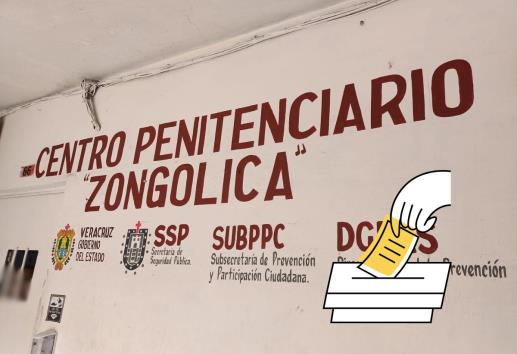 CENTRO PENITENCIARIO
"ZONGOLICA"
VERACRUZ
GOBIERNO
DEL ESTADO
SSP
Secretaría de
Seguridad Pública.
SUBPPC
Subsecretaría de Prevención
y Participación Ciudadana.
Prevención